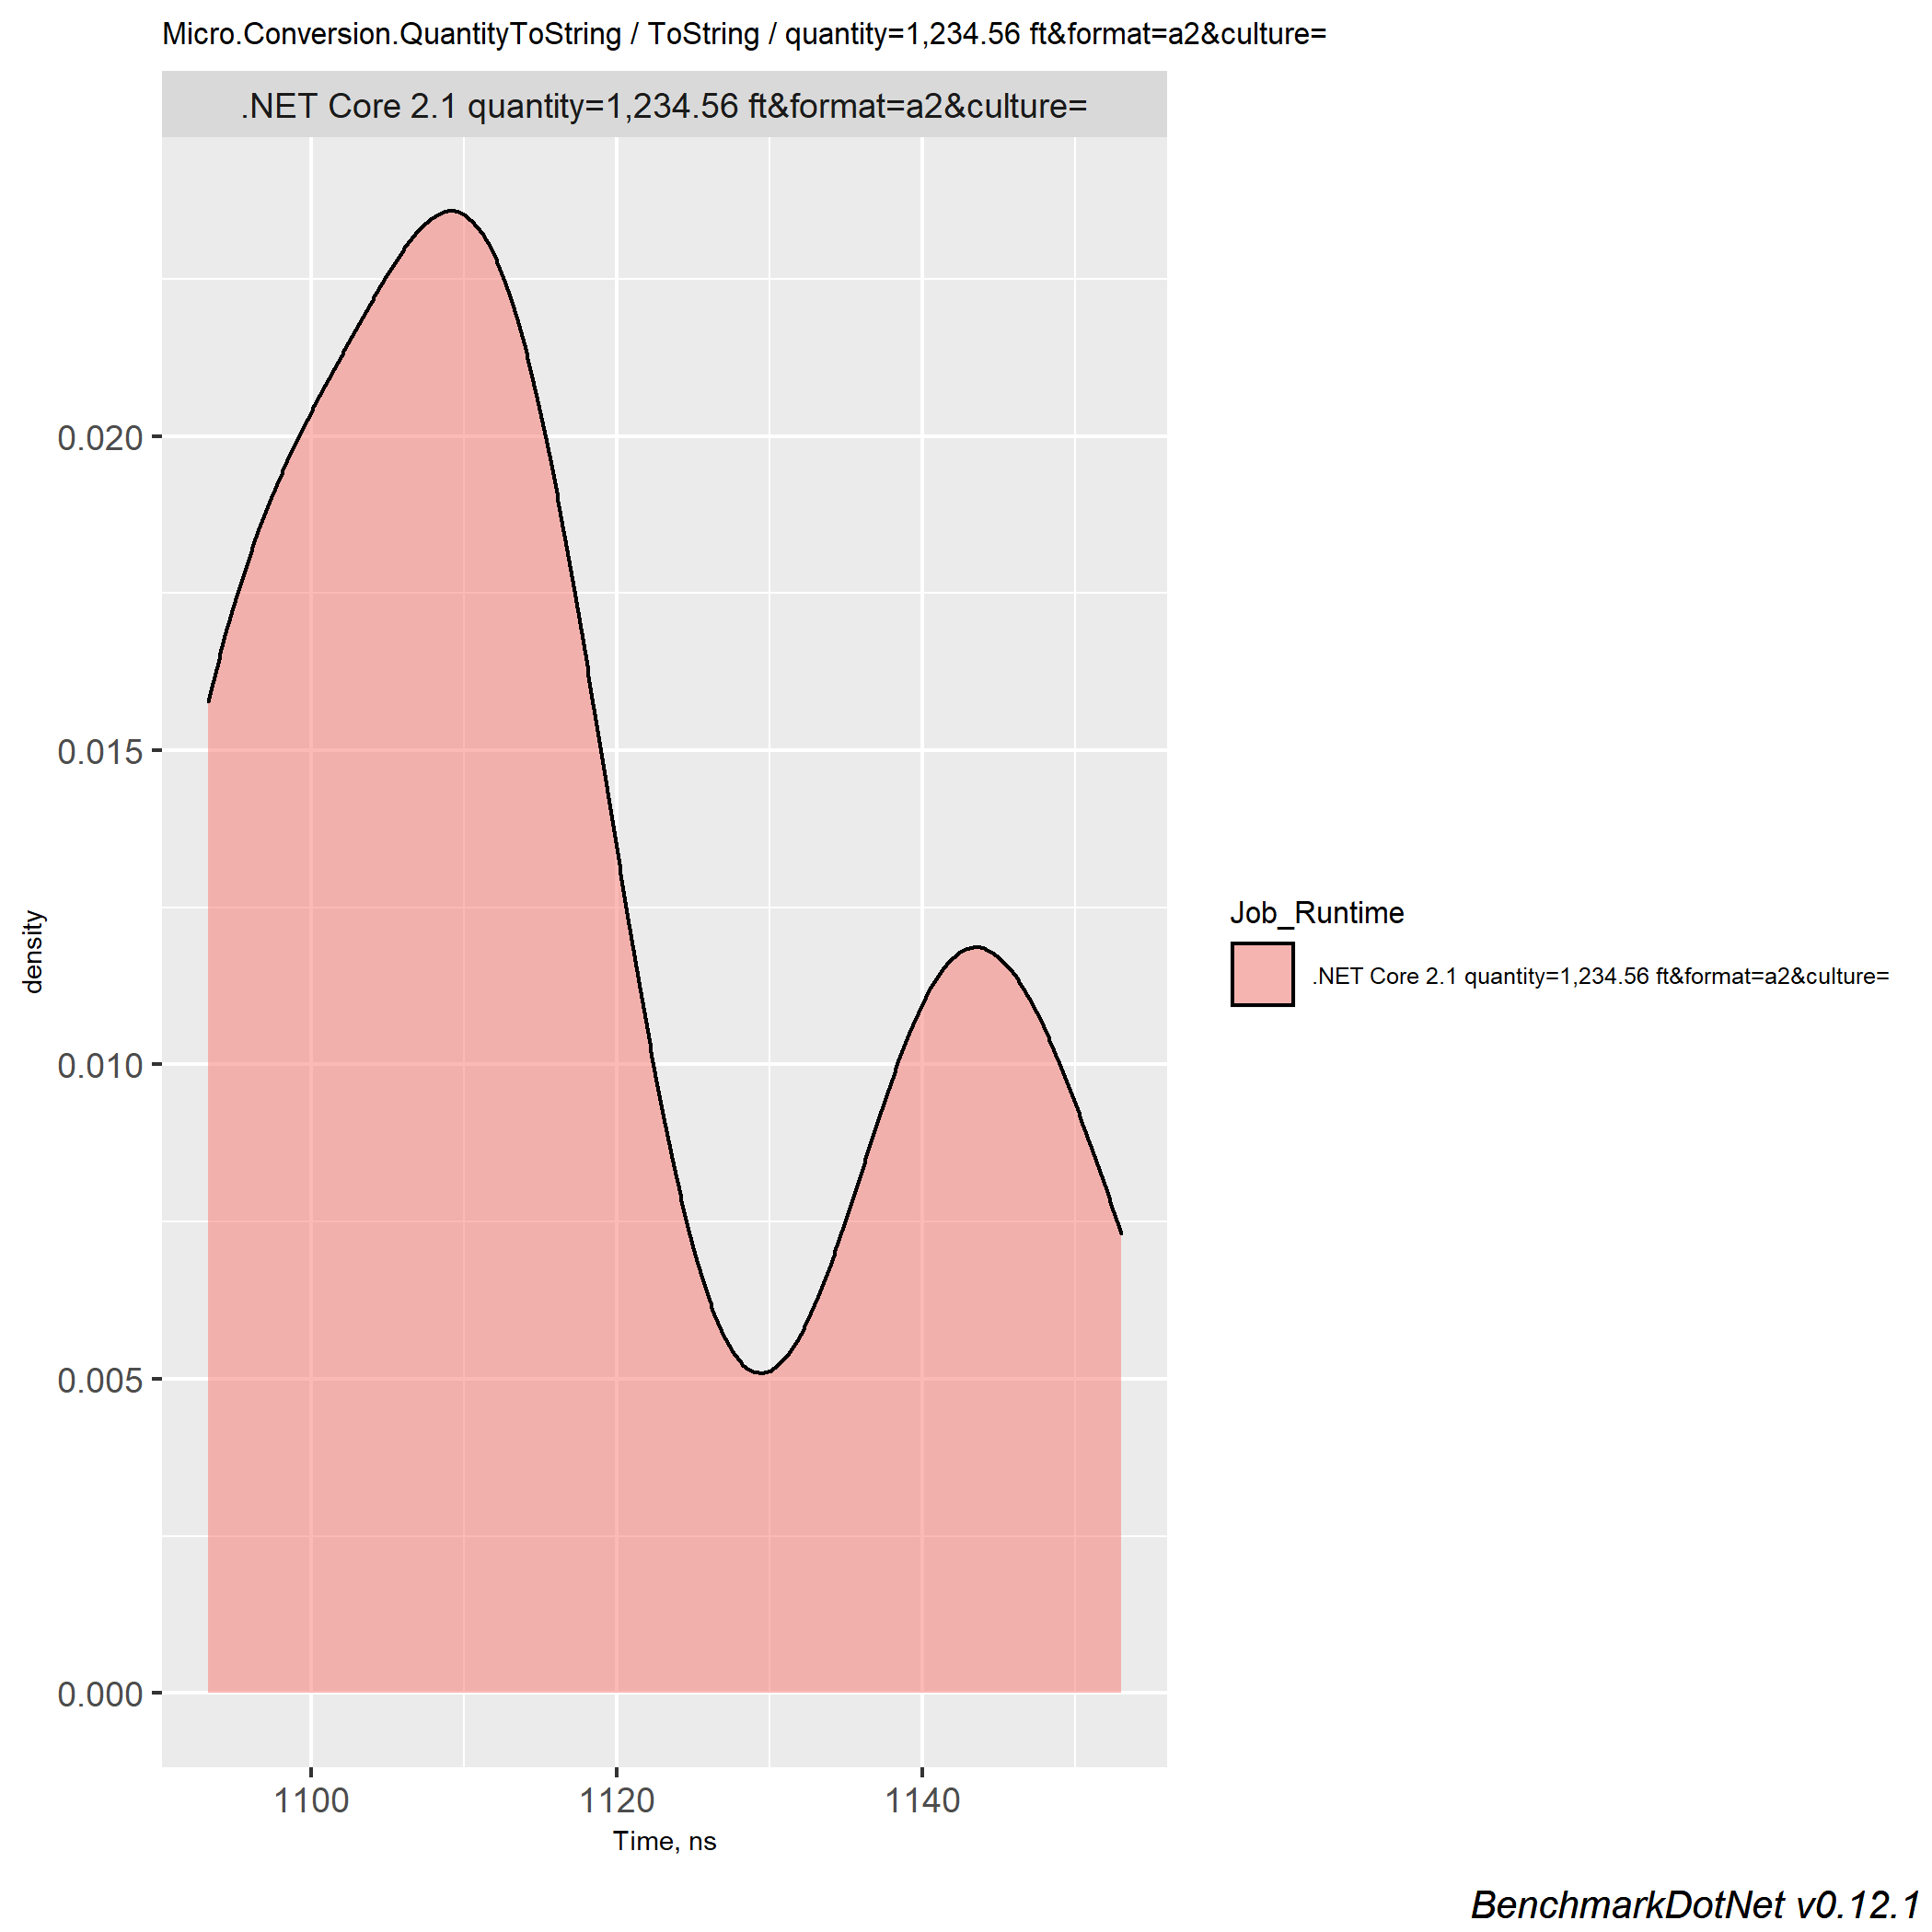 Micro.Conversion.QuantityToString / ToString / quantity=1,234.56 ft&format=a2&culture=
.NET Core 2.1 quantity=1,234.56 ft&format=a2&culture=
0.020
0.015
0.010
0.005
0.000
density
1100 1120 1140
Time, ns
Job_Runtime
.NET Core 2.1 quantity=1,234.56 ft&format=a2&culture=
BenchmarkDotNet v0.12.1